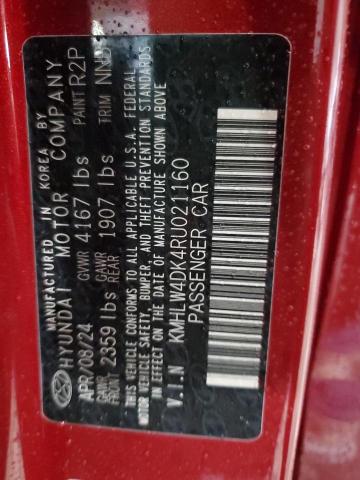 MANUFACTURED IN KOREA BY
HYUNDAI MOTOR COMPANY
APR/08/24 GVWR 4167 lbs PAINT R2P
GAWR FRONT 2359 lbs GAWR REAR 1907 lbs TRIM NNB
THIS VEHICLE CONFORMS TO ALL APPLICABLE U.S.A. FEDERAL
MOTOR VEHICLE SAFETY, BUMPER, AND THEFT PREVENTION STANDARDS
IN EFFECT ON THE DATE OF MANUFACTURE SHOWN ABOVE
V.I.N KMHLW4DK4RU021160
PASSENGER CAR